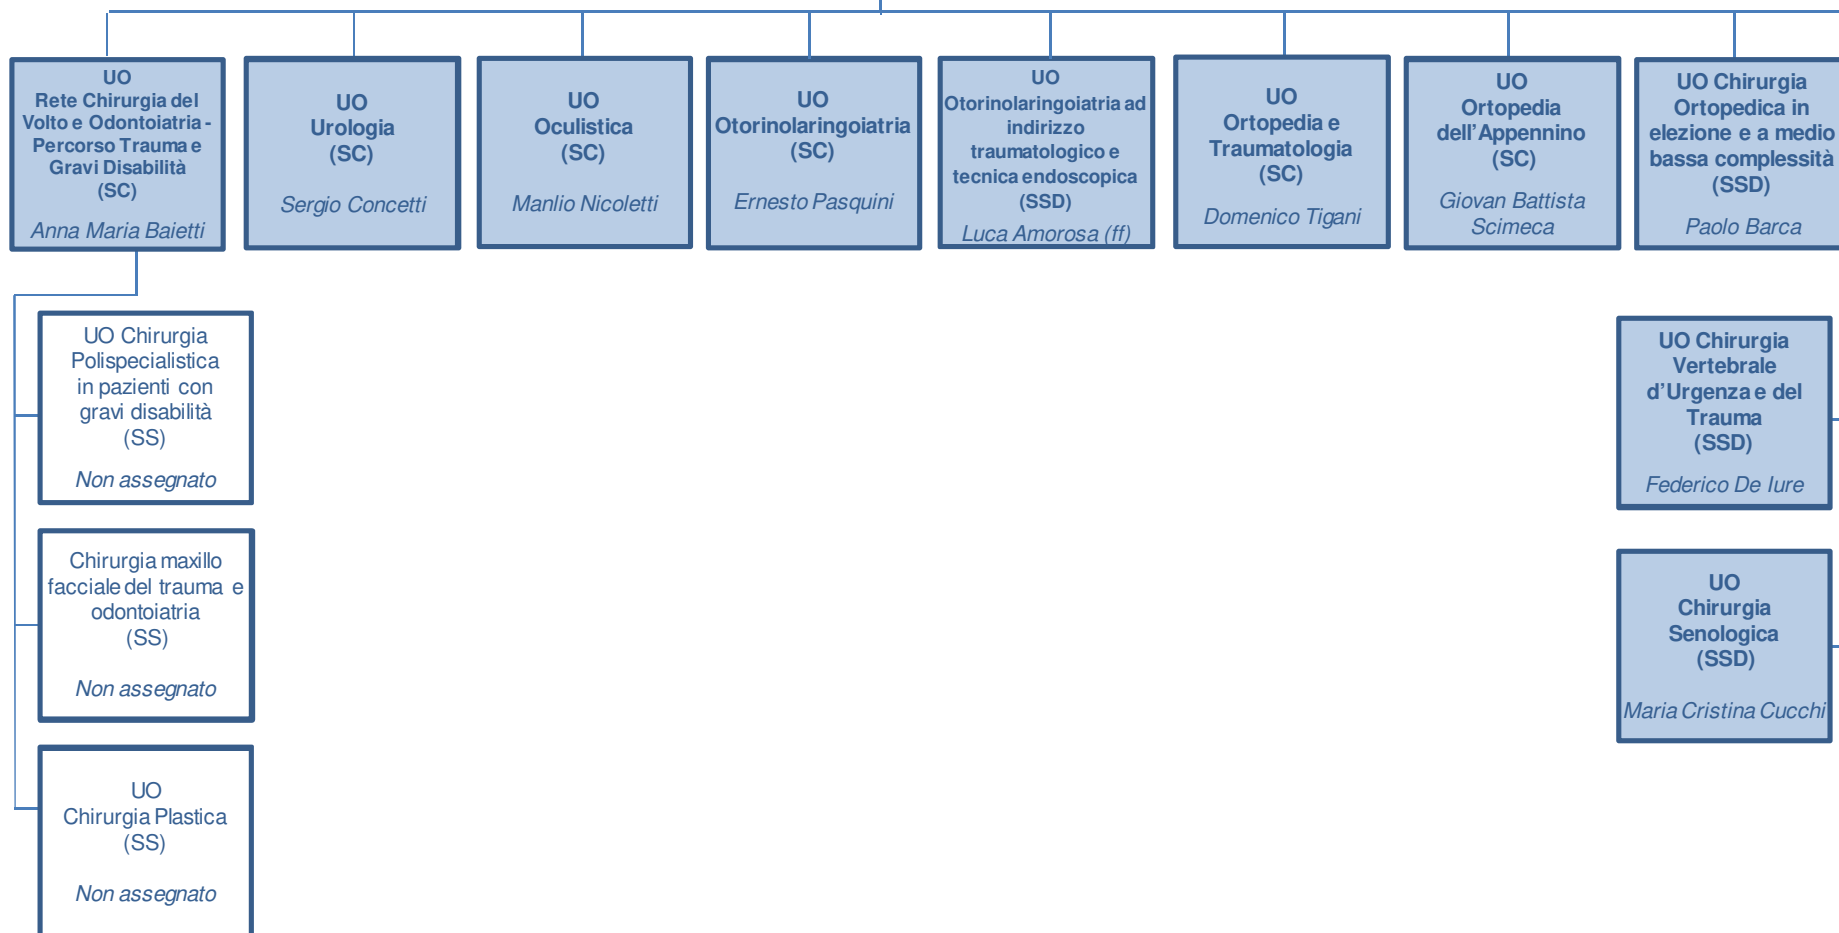 UO
Rete Chirurgia del
Volto e Odontoiatria -
Percorso Trauma e
Gravi Disabilità
(SC)
Anna Maria Baietti
UO
Urologia
(SC)
Sergio Concetti
UO
Oculistica
(SC)
Manlio Nicoletti
UO
Otorinolaringoiatria
(SC)
Ernesto Pasquini
UO
Otorinolaringoiatria ad
indirizzo
traumatologico e
tecnica endoscopica
(SSD)
Luca Amorosa (ff)
UO
Ortopedia e
Traumatologia
(SC)
Domenico Tigani
UO
Ortopedia
dell’Appennino
(SC)
Giovan Battista
Scimeca
UO Chirurgia
Ortopedica in
elezione e a medio
bassa complessità
(SSD)
Paolo Barca
UO Chirurgia
Polispecialistica
in pazienti con
gravi disabilità
(SS)
Non assegnato
UO Chirurgia
Vertebrale
d’Urgenza e del
Trauma
(SSD)
Federico De Iure
Chirurgia maxillo
facciale del trauma e
odontoiatria
(SS)
Non assegnato
UO
Chirurgia
Senologica
(SSD)
Maria Cristina Cucchi
UO
Chirurgia Plastica
(SS)
Non assegnato